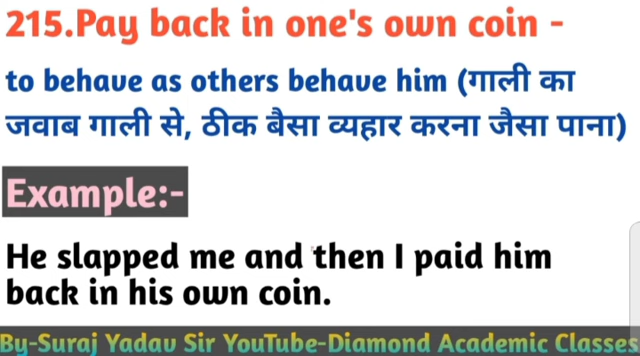 215.Pay back in one's own coin -
to behave as others behave him (गाली का
जवाब गाली से, ठीक बैसा व्यहार करना जैसा पाना)
Example:-
He slapped me and then I paid him
back in his own coin.
By-Suraj Yadav Sir YouTube-Diamond Academic Classes